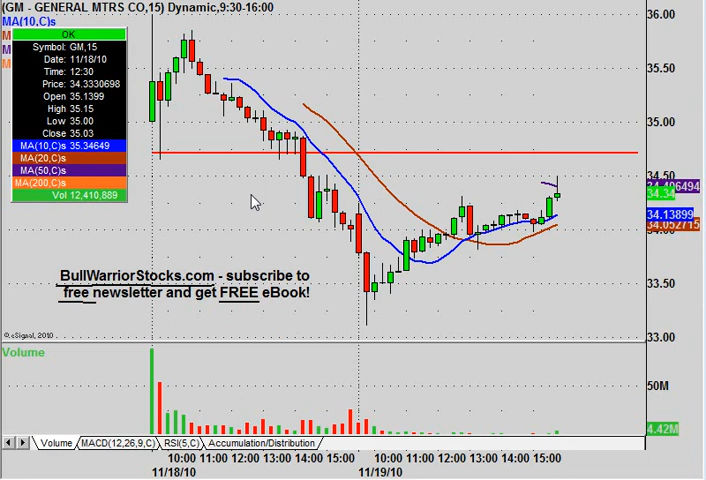 (GM - GENERAL MTRS CO,15) Dynamic,9:30-16:00
MA(10,C)s
M
M
M
OK
Symbol: GM,15
Date: 11/18/10
Time: 12:30
Price: 34.3330698
Open 35.1399
High 35.15
Low 35.00
Close 35.03
MA(10,C)s 35.34649
MA(20,C)s
MA(50,C)s
MA(200,C)s
Vol 12,410,889
36.00
35.50
35.00
34.50
34.34
34.13899
34.00
33.50
33.00
BullWarriorStocks.com - subscribe to
free newsletter and get FREE eBook!
© eSignal, 2010
Volume
50M
4.42M
Volume MACD(12,26,9,C) RSI(5,C) Accumulation/Distribution
10:00 11:00 12:00 13:00 14:00 15:00 10:00 11:00 12:00 13:00 14:00 15:00
11/18/10 11/19/10